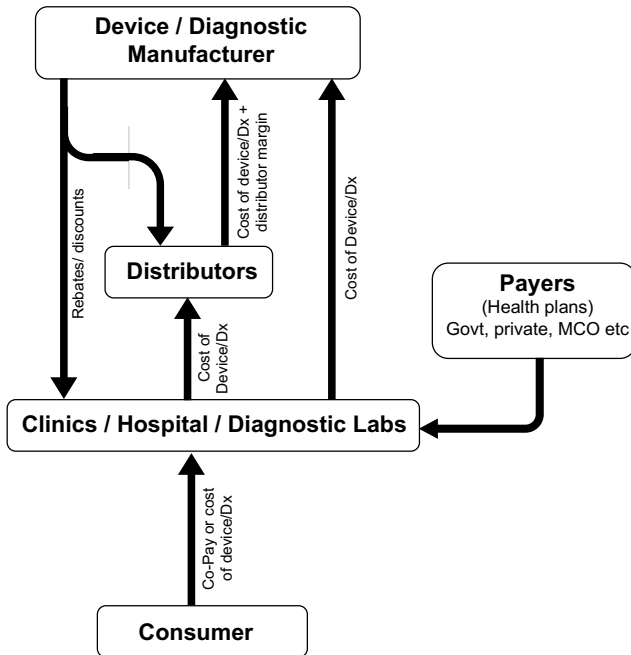 Device / Diagnostic
Manufacturer
Rebates/ discounts
Cost of device/Dx +
distributor margin
Cost of Device/Dx
Distributors
Payers
(Health plans)
Govt, private, MCO etc
Cost of
Device/Dx
Clinics / Hospital / Diagnostic Labs
Co-Pay or cost
of device/Dx
Consumer